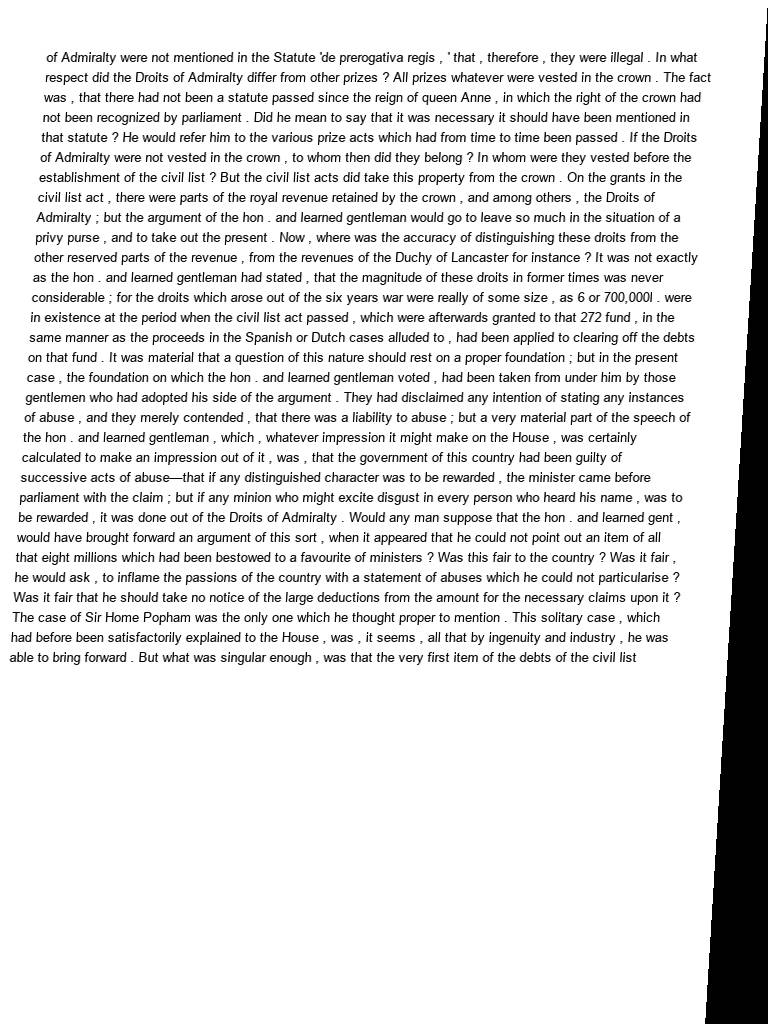 of Admiralty were not mentioned in the Statute 'de prerogativa regis , ' that , therefore , they were illegal . In what
respect did the Droits of Admiralty differ from other prizes ? All prizes whatever were vested in the crown . The fact
was , that there had not been a statute passed since the reign of queen Anne , in which the right of the crown had
not been recognized by parliament . Did he mean to say that it was necessary it should have been mentioned in
that statute ? He would refer him to the various prize acts which had from time to time been passed . If the Droits
of Admiralty were not vested in the crown , to whom then did they belong ? In whom were they vested before the
establishment of the civil list ? But the civil list acts did take this property from the crown . On the grants in the
civil list act , there were parts of the royal revenue retained by the crown , and among others , the Droits of
Admiralty ; but the argument of the hon . and learned gentleman would go to leave so much in the situation of a
privy purse , and to take out the present . Now , where was the accuracy of distinguishing these droits from the
other reserved parts of the revenue , from the revenues of the Duchy of Lancaster for instance ? It was not exactly
as the hon . and learned gentleman had stated , that the magnitude of these droits in former times was never
considerable ; for the droits which arose out of the six years war were really of some size , as 6 or 700,000l . were
in existence at the period when the civil list act passed , which were afterwards granted to that 272 fund , in the
same manner as the proceeds in the Spanish or Dutch cases alluded to , had been applied to clearing off the debts
on that fund . It was material that a question of this nature should rest on a proper foundation ; but in the present
case , the foundation on which the hon . and learned gentleman voted , had been taken from under him by those
gentlemen who had adopted his side of the argument . They had disclaimed any intention of stating any instances
of abuse , and they merely contended , that there was a liability to abuse ; but a very material part of the speech of
the hon . and learned gentleman , which , whatever impression it might make on the House , was certainly
calculated to make an impression out of it , was , that the government of this country had been guilty of
successive acts of abuse—that if any distinguished character was to be rewarded , the minister came before
parliament with the claim ; but if any minion who might excite disgust in every person who heard his name , was to
be rewarded , it was done out of the Droits of Admiralty . Would any man suppose that the hon . and learned gent ,
would have brought forward an argument of this sort , when it appeared that he could not point out an item of all
that eight millions which had been bestowed to a favourite of ministers ? Was this fair to the country ? Was it fair ,
he would ask , to inflame the passions of the country with a statement of abuses which he could not particularise ?
Was it fair that he should take no notice of the large deductions from the amount for the necessary claims upon it ?
The case of Sir Home Popham was the only one which he thought proper to mention . This solitary case , which
had before been satisfactorily explained to the House , was , it seems , all that by ingenuity and industry , he was
able to bring forward . But what was singular enough , was that the very first item of the debts of the civil list